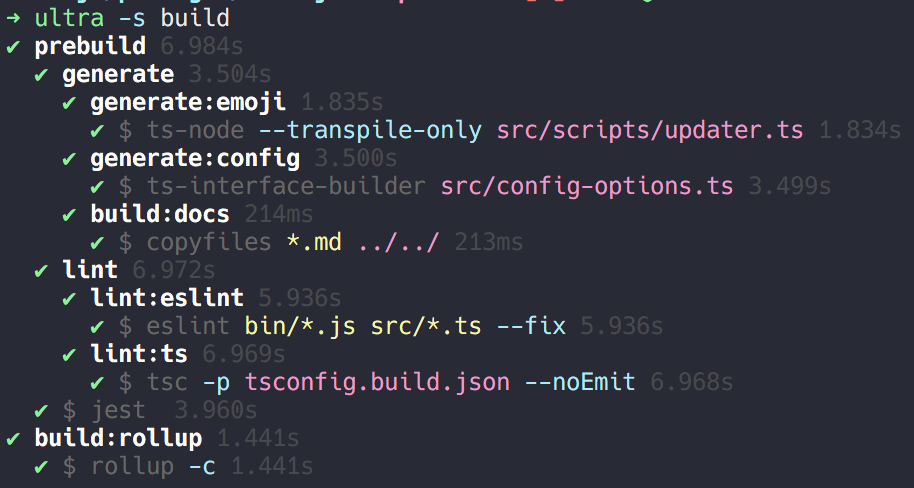 ➜ ultra -s build
✔ prebuild 6.984s
✔ generate 3.504s
✔ generate:emoji 1.835s
✔ $ ts-node --transpile-only src/scripts/updater.ts 1.834s
✔ generate:config 3.500s
✔ $ ts-interface-builder src/config-options.ts 3.499s
✔ build:docs 214ms
✔ $ copyfiles *.md ../../ 213ms
✔ lint 6.972s
✔ lint:eslint 5.936s
✔ $ eslint bin/*.js src/*.ts --fix 5.936s
✔ lint:ts 6.969s
✔ $ tsc -p tsconfig.build.json --noEmit 6.968s
✔ $ jest 3.960s
✔ build:rollup 1.441s
✔ $ rollup -c 1.441s